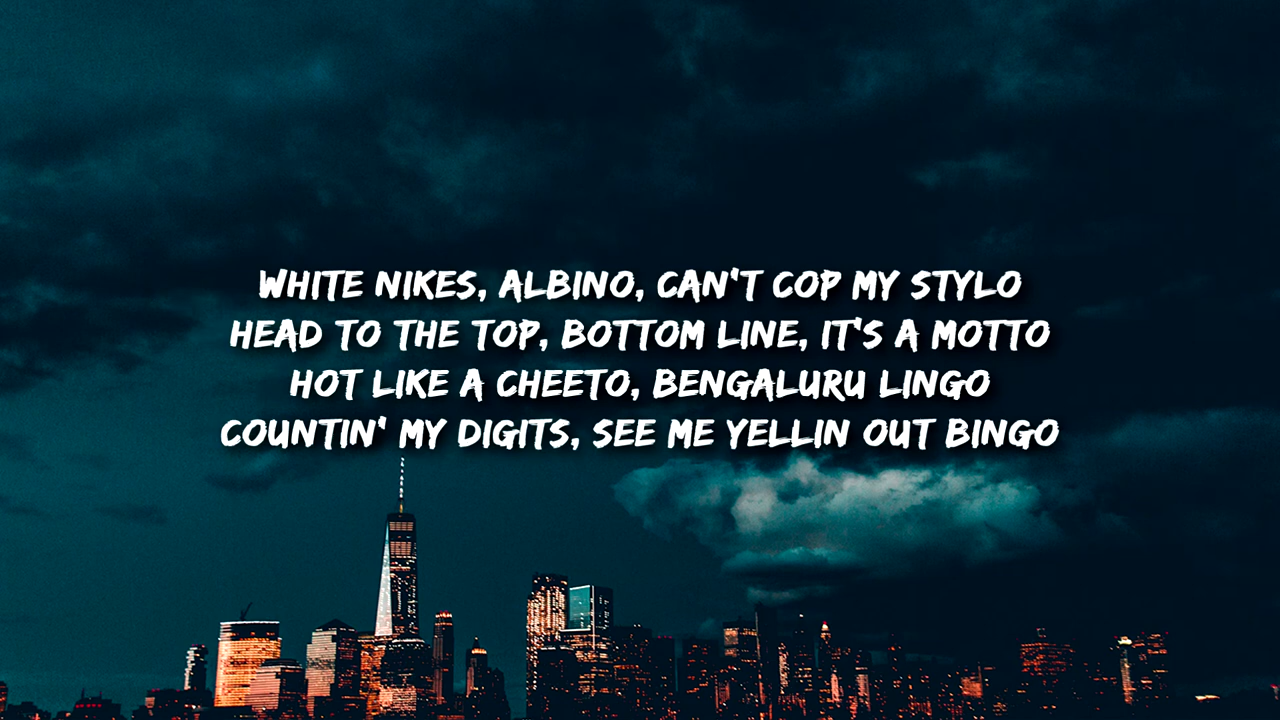 WHITE NIKES, ALBINO, CAN'T COP MY STYLO
HEAD TO THE TOP, BOTTOM LINE, IT'S A MOTTO
HOT LIKE A CHEETO, BENGALURU LINGO
COUNTIN' MY DIGITS, SEE ME YELLIN OUT BINGO